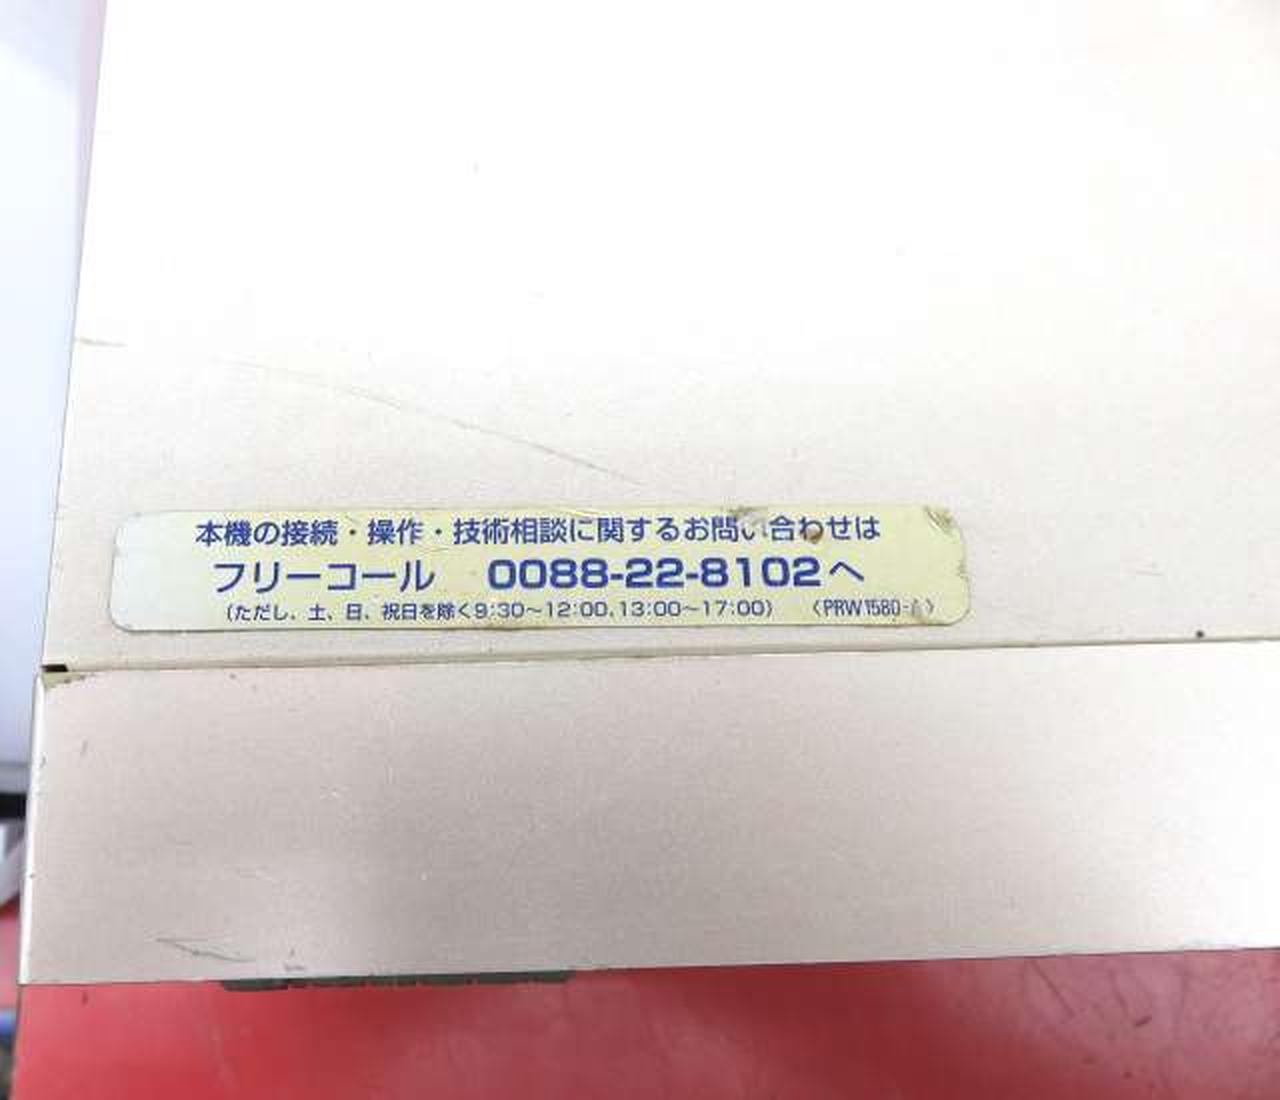 本機の接続・操作・技術相談に関するお問い合わせは
フリーコール 0088-22-8102へ
(ただし、土、日、祝日を除く9:30～12:00、13:00～17:00) 〈PRW1580-A〉